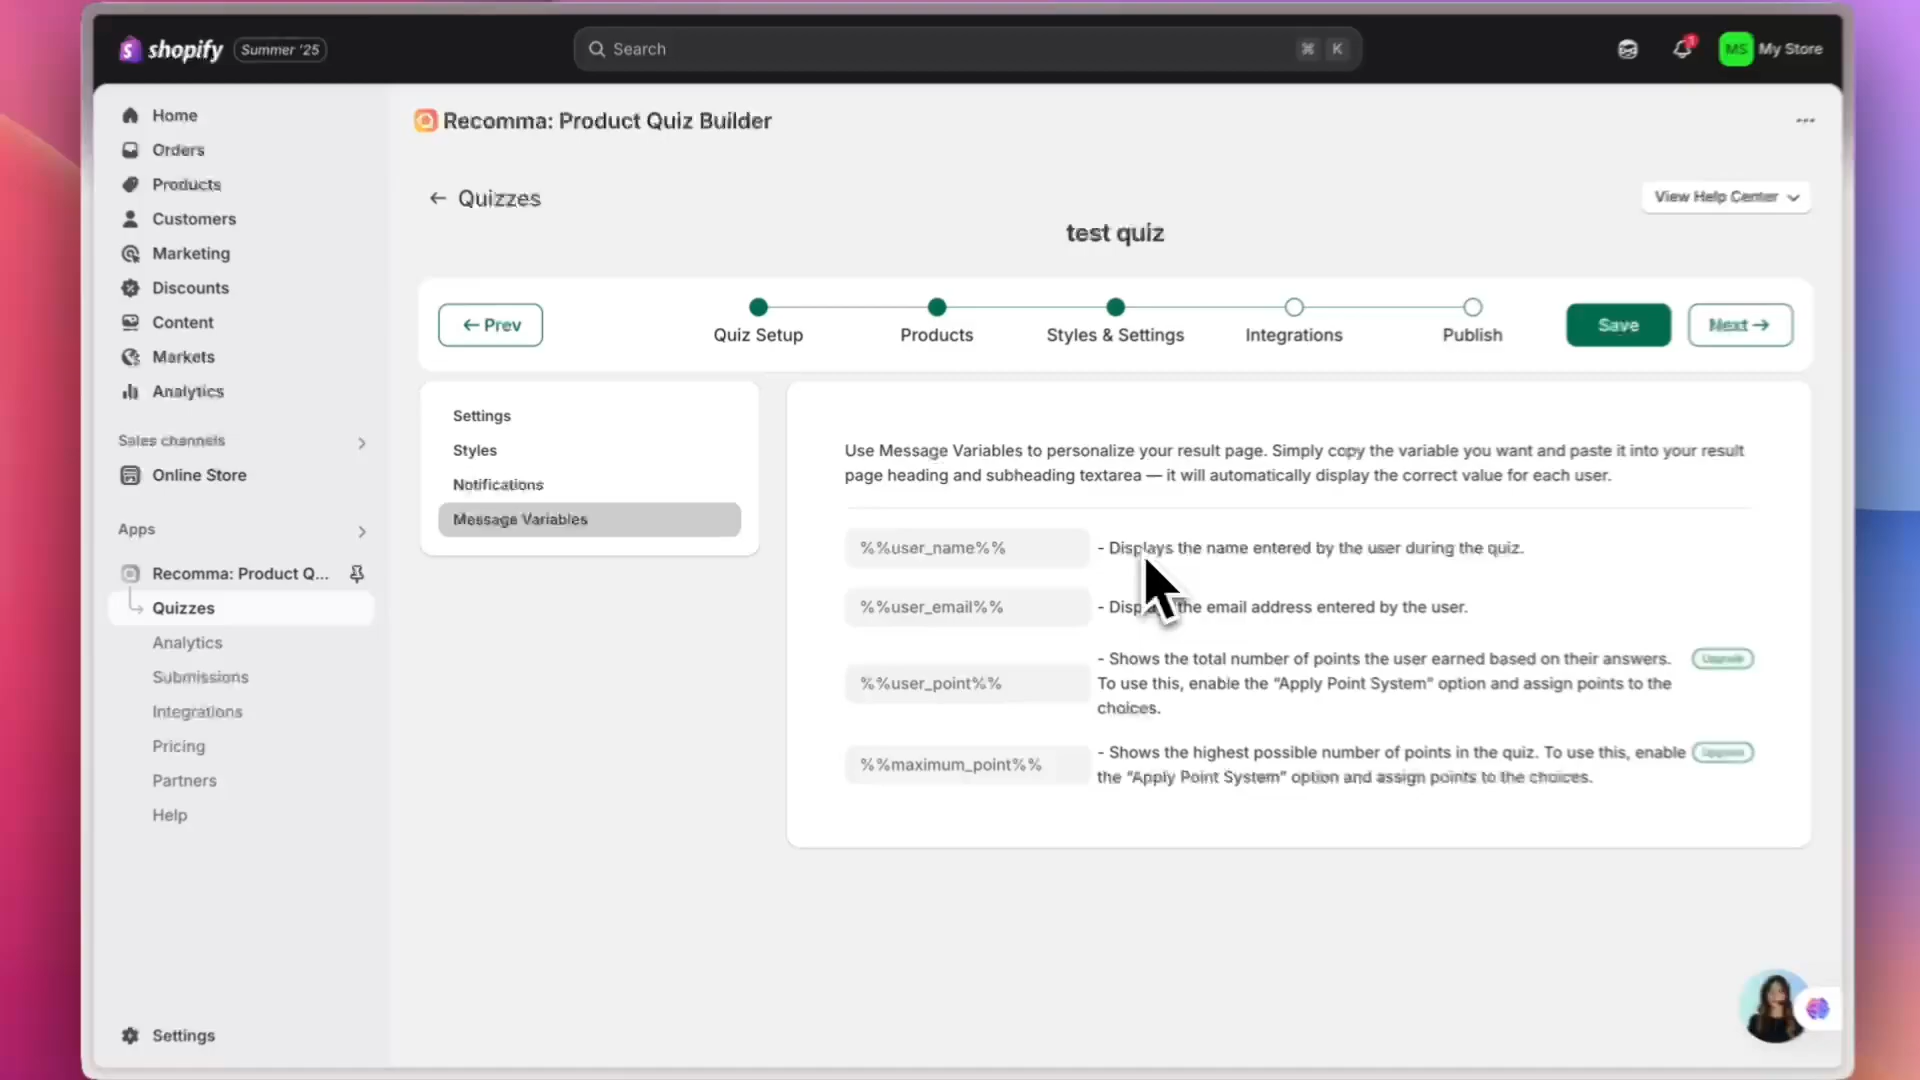 shopify
Summer '25
Search
⌘ K
MS
My Store
Home
Orders
Products
Customers
Marketing
Discounts
Content
Markets
Analytics
Sales channels
Online Store
Apps
Recomma: Product Q...
Quizzes
Analytics
Submissions
Integrations
Pricing
Partners
Help
Settings
Recomma: Product Quiz Builder
← Quizzes
View Help Center
test quiz
← Prev
Quiz Setup
Products
Styles & Settings
Integrations
Publish
Save
Next →
Settings
Styles
Notifications
Message Variables
Use Message Variables to personalize your result page. Simply copy the variable you want and paste it into your result
page heading and subheading textarea — it will automatically display the correct value for each user.
%%user_name%%
- Displays the name entered by the user during the quiz.
%%user_email%%
- Displays the email address entered by the user.
%%user_point%%
- Shows the total number of points the user earned based on their answers.
To use this, enable the “Apply Point System” option and assign points to the
choices.
Upgrade
%%maximum_point%%
- Shows the highest possible number of points in the quiz. To use this, enable
the “Apply Point System” option and assign points to the choices.
Upgrade